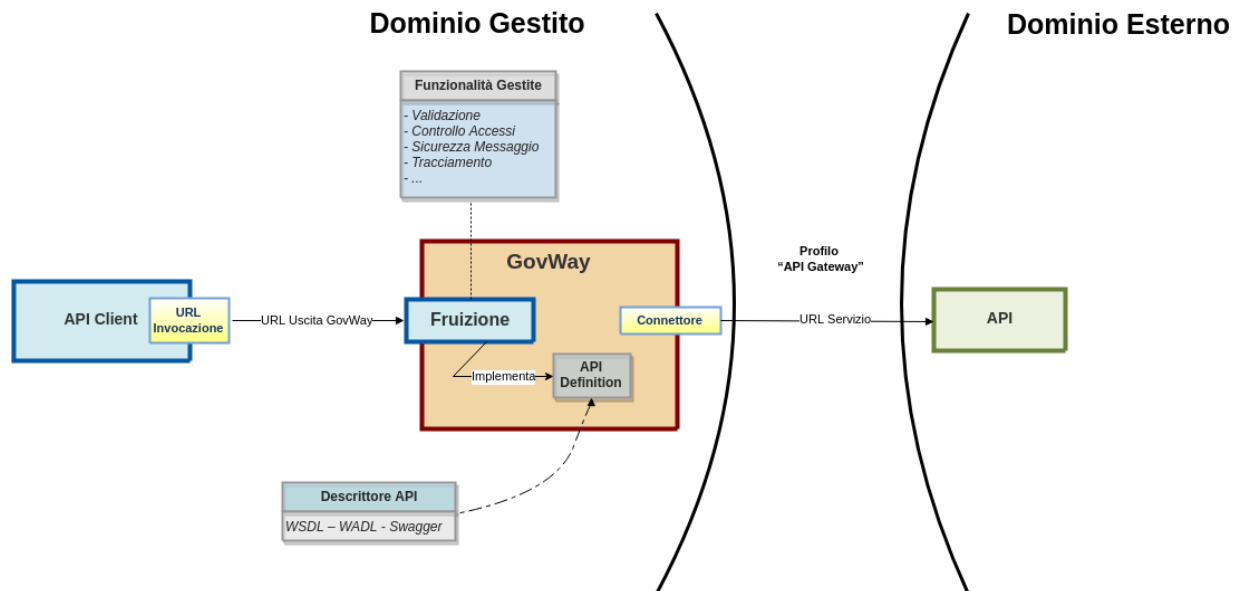 Dominio Gestito
Dominio Esterno
Funzionalità Gestite
- Validazione
- Controllo Accessi
- Sicurezza Messaggio
- Tracciamento
- ...
GovWay
Profilo
“API Gateway”
API Client
URL
Invocazione
URL Uscita GovWay
Fruizione
Connettore
URL Servizio
API
Implementa
API
Definition
Descrittore API
WSDL – WADL - Swagger